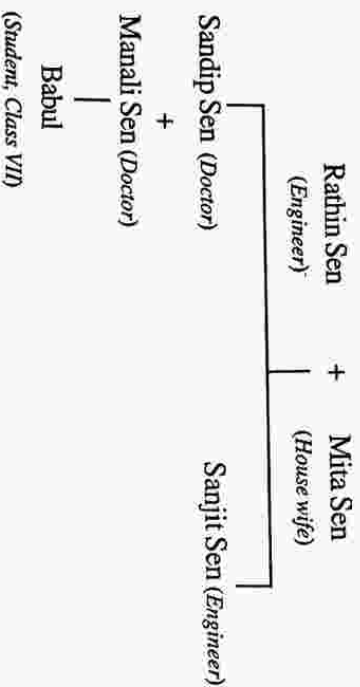 Rathin Sen + Mita Sen
(Engineer) (House wife)
Sandip Sen (Doctor) Sanjit Sen (Engineer)
+
Manali Sen (Doctor)
Babul
(Student, Class VII)